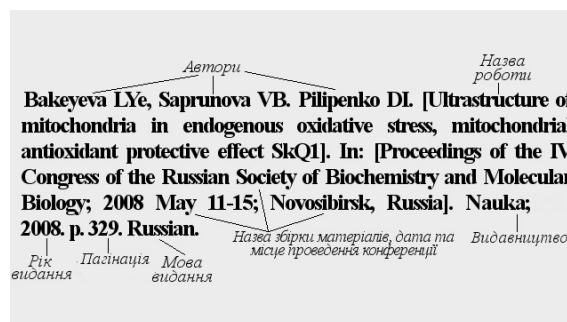 Автори
Назва
роботи
Bakeyeva LYe, Saprunova VB. Pilipenko DI. [Ultrastructure of
mitochondria in endogenous oxidative stress, mitochondrial
antioxidant protective effect SkQ1]. In: [Proceedings of the IV
Congress of the Russian Society of Biochemistry and Molecular
Biology; 2008 May 11-15; Novosibirsk, Russia]. Nauka;
2008. p. 329. Russian.
Рік
видання
Пагінація
Мова
видання
Назва збірки матеріалів, дата та
місце проведення конференції
Видавництво